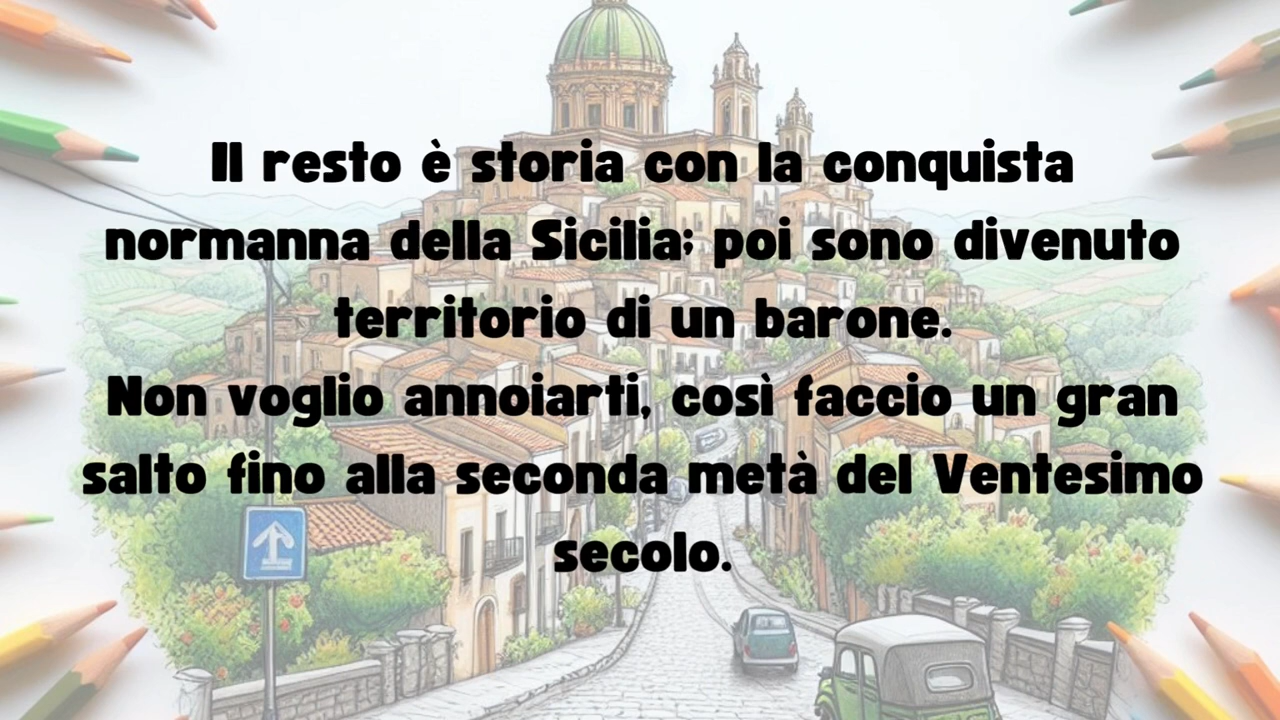 Il resto è storia con la conquista
normanna della Sicilia; poi sono divenuto
territorio di un barone.
Non voglio annoiarti, così faccio un gran
salto fino alla seconda metà del Ventesimo
secolo.